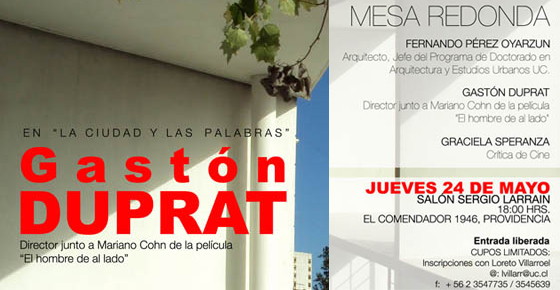 EN "LA CIUDAD Y LAS PALABRAS".
Gastón
DUPRAT
Director junto a Mariano Cohn de la película
"El hombre de al lado"
MESA REDONDA
FERNANDO PÉREZ OYARZUN
Arquitecto, Jefe del Programa de Doctorado en
Arquitectura y Estudios Urbanos UC.
GASTÓN DUPRAT
Director junto a Mariano Cohn de la película
"El hombre de al lado"
GRACIELA SPERANZA
Crítica de Cine
JUEVES 24 DE MAYO
SALÓN SERGIO LARRAIN
18:00 HRS.
EL COMENDADOR 1946, PROVIDENCIA
Entrada liberada
CUPOS LIMITADOS:
Inscripciones con Loreto Villarroel
@: lvillarr@uc.cl
f: + 56 2 3547735 / 3545639